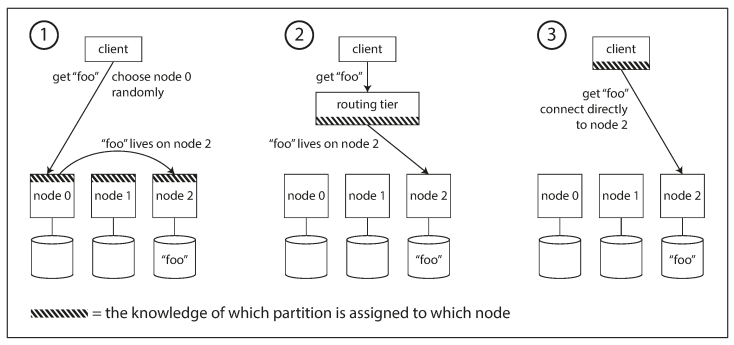 1
client
get “foo”
choose node 0
randomly
“foo” lives on node 2
node 0
node 1
node 2
“foo”
2
client
get “foo”
routing tier
“foo” lives on node 2
node 0
node 1
node 2
“foo”
3
client
get “foo”
connect directly
to node 2
node 0
node 1
node 2
“foo”
= the knowledge of which partition is assigned to which node